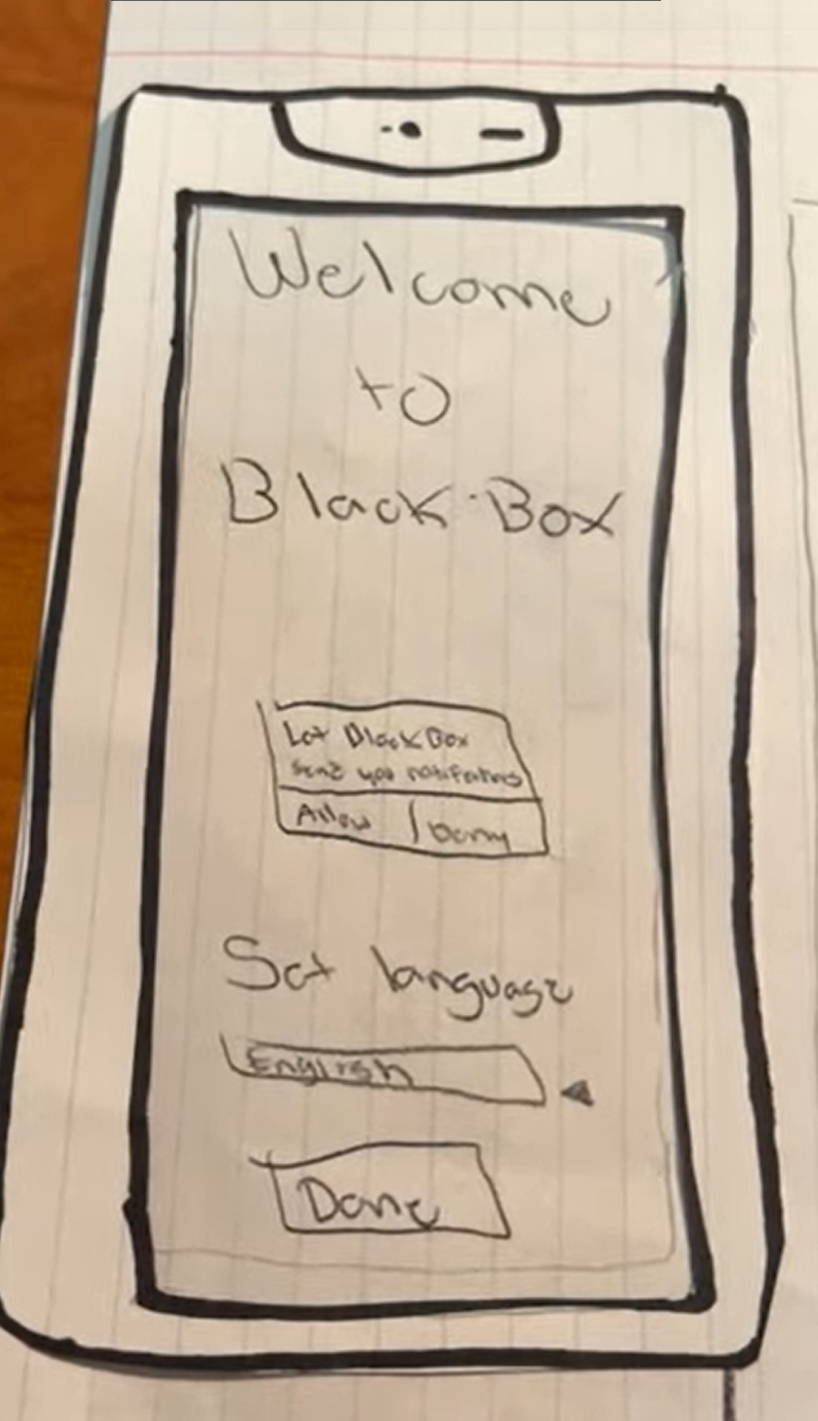 Welcome
to
Black Box
Let BlackBox
send you notifications
Allow | Deny
Set language
English
Done